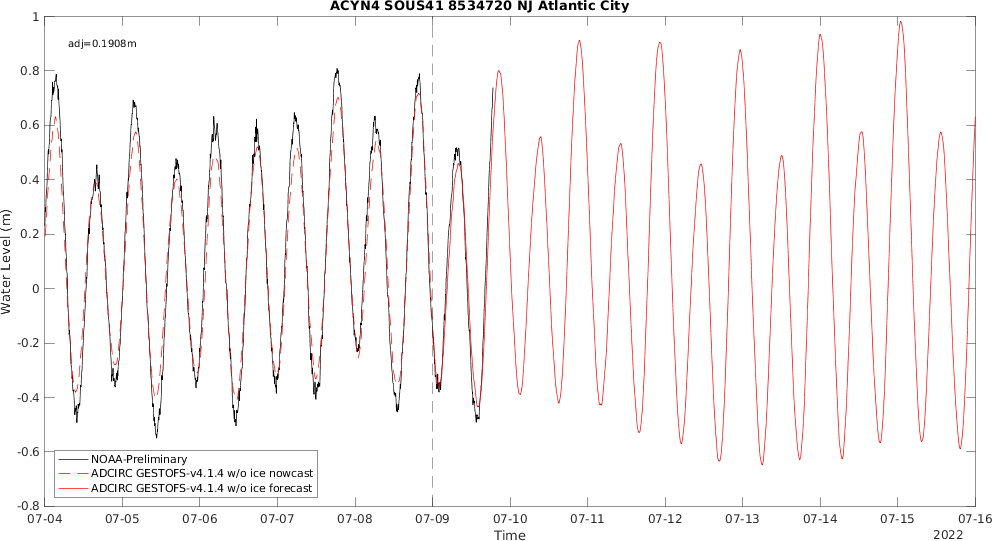 ACYN4 SOUS41 8534720 NJ Atlantic City
adj=0.1908m
1
0.8
0.6
0.4
0.2
0
-0.2
-0.4
-0.6
-0.8
Water Level (m)
NOAA-Preliminary
ADCIRC GESTOFS-v4.1.4 w/o ice nowcast
ADCIRC GESTOFS-v4.1.4 w/o ice forecast
07-04 07-05 07-06 07-07 07-08 07-09 07-10 07-11 07-12 07-13 07-14 07-15 07-16
Time
2022